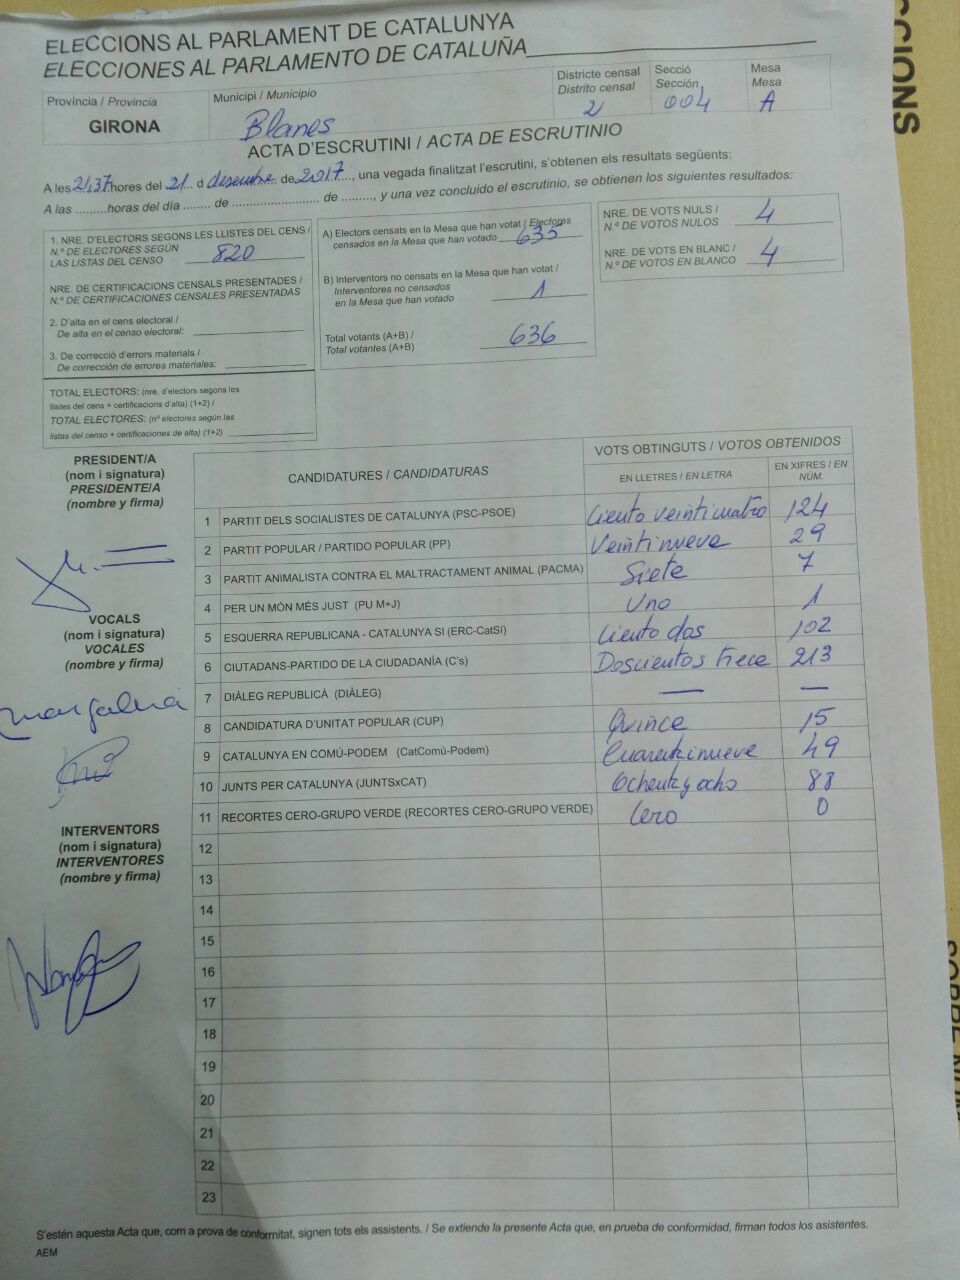 ELECCIONS AL PARLAMENT DE CATALUNYA
ELECCIONES AL PARLAMENTO DE CATALUÑA
Provincia / Provincia
GIRONA
Municipi / Municipio
Blanes
Districte censal
Distrito censal
2
Secció
Sección
004
Mesa
Mesa
A
ACTA D'ESCRUTINI / ACTA DE ESCRUTINIO
A les 21,37 hores del 21 d desembre de 2017, una vegada finalitzat l'escrutini, s'obtenen els resultats següents:
A las .........horas del día ........ de .......................... de .........., y una vez concluido el escrutinio, se obtienen los siguientes resultados:
1. NRE. D'ELECTORS SEGONS LES LLISTES DEL CENS /
N.º DE ELECTORES SEGÚN
LAS LISTAS DEL CENSO 820
NRE. DE CERTIFICACIONS CENSALS PRESENTADES /
N.º DE CERTIFICACIONES CENSALES PRESENTADAS
2. D'alta en el cens electoral /
De alta en el censo electoral:
3. De correcció d'errors materials /
De corrección de errores materiales:
TOTAL ELECTORS: (nre. d'electors segons les
llistes del cens + certificacions d'alta) (1+2) /
TOTAL ELECTORES: (nº electores según las
listas del censo + certificaciones de alta) (1+2)
A) Electors censats en la Mesa que han votat / Electores
censados en la Mesa que han votado 635
B) Interventors no censats en la Mesa que han votat /
Interventores no censados
en la Mesa que han votado 1
Total votants (A+B) /
Total votantes (A+B) 636
NRE. DE VOTS NULS /
N.º DE VOTOS NULOS 4
NRE. DE VOTS EN BLANC /
N.º DE VOTOS EN BLANCO 4
PRESIDENT/A
(nom i signatura)
PRESIDENTE/A
(nombre y firma)
VOCALS
(nom i signatura)
VOCALES
(nombre y firma)
INTERVENTORS
(nom i signatura)
INTERVENTORES
(nombre y firma)
CANDIDATURES / CANDIDATURAS
VOTS OBTINGUTS / VOTOS OBTENIDOS
EN LLETRES / EN LETRA
EN XIFRES / EN
NÚM.
1 PARTIT DELS SOCIALISTES DE CATALUNYA (PSC-PSOE) Ciento veinticuatro 124
2 PARTIT POPULAR / PARTIDO POPULAR (PP) Veintinueve 29
3 PARTIT ANIMALISTA CONTRA EL MALTRACTAMENT ANIMAL (PACMA) Siete 7
4 PER UN MÓN MÉS JUST (PU M+J) Uno 1
5 ESQUERRA REPUBLICANA - CATALUNYA SI (ERC-CatSí) Ciento dos 102
6 CIUTADANS-PARTIDO DE LA CIUDADANÍA (C's) Doscientos trece 213
7 DIÀLEG REPUBLICÀ (DIÀLEG) — —
8 CANDIDATURA D'UNITAT POPULAR (CUP) Quince 15
9 CATALUNYA EN COMÚ-PODEM (CatComú-Podem) Cuarentinueve 49
10 JUNTS PER CATALUNYA (JUNTSxCAT) Ochenta y ocho 88
11 RECORTES CERO-GRUPO VERDE (RECORTES CERO-GRUPO VERDE) Cero 0
12
13
14
15
16
17
18
19
20
21
22
23
S'estén aquesta Acta que, com a prova de conformitat, signen tots els assistents. / Se extiende la presente Acta que, en prueba de conformidad, firman todos los asistentes.
AEM